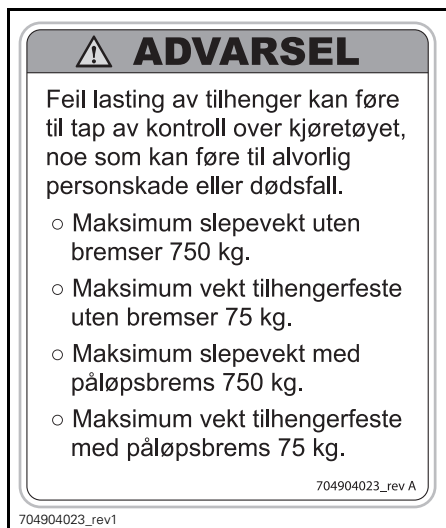 ADVARSEL
Feil lasting av tilhenger kan føre
til tap av kontroll over kjøretøyet,
noe som kan føre til alvorlig
personskade eller dødsfall.
○ Maksimum slepevekt uten
bremser 750 kg.
○ Maksimum vekt tilhengerfeste
uten bremser 75 kg.
○ Maksimum slepevekt med
påløpsbrems 750 kg.
○ Maksimum vekt tilhengerfeste
med påløpsbrems 75 kg.
704904023_rev A
704904023_rev1